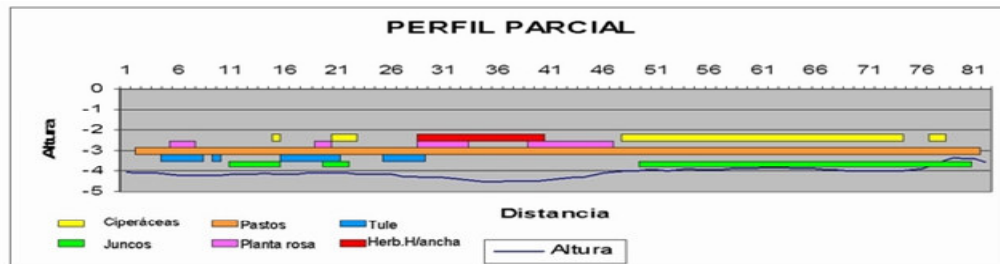 PERFIL PARCIAL
1 6 11 16 21 26 31 36 41 46 51 56 61 66 71 76 81
Altura
0
-1
-2
-3
-4
-5
Distancia
Ciperáceas Pastos Tule
Juncos Planta rosa Herb.H/ancha
Altura